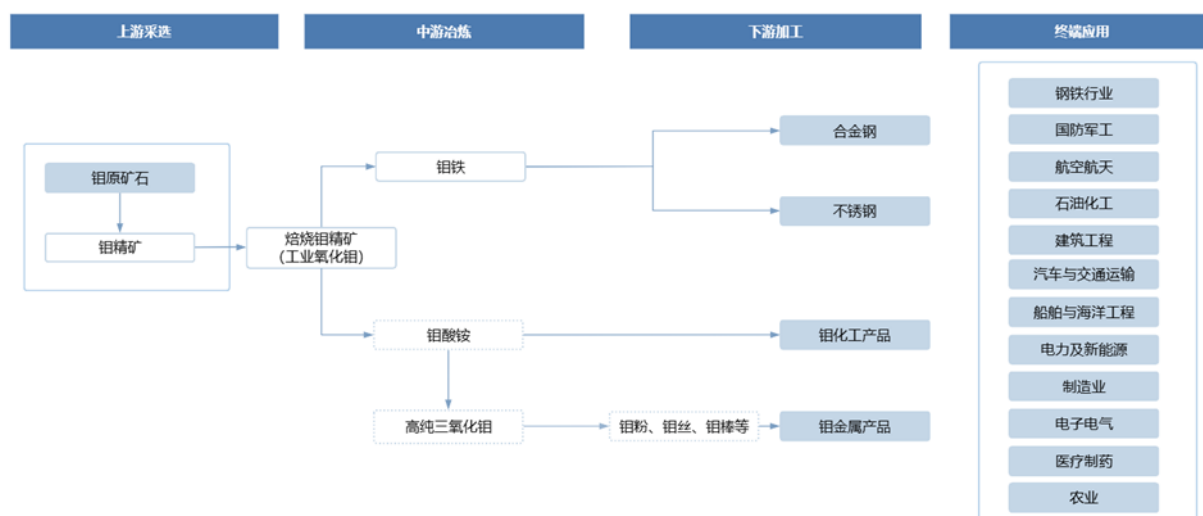 上游采选
中游冶炼
下游加工
终端应用
钼原矿石
钼精矿
焙烧钼精矿
(工业氧化钼)
钼铁
钼酸铵
高纯三氧化钼
钼粉、钼丝、钼棒等
合金钢
不锈钢
钼化工产品
钼金属产品
钢铁行业
国防军工
航空航天
石油化工
建筑工程
汽车与交通运输
船舶与海洋工程
电力及新能源
制造业
电子电气
医疗制药
农业